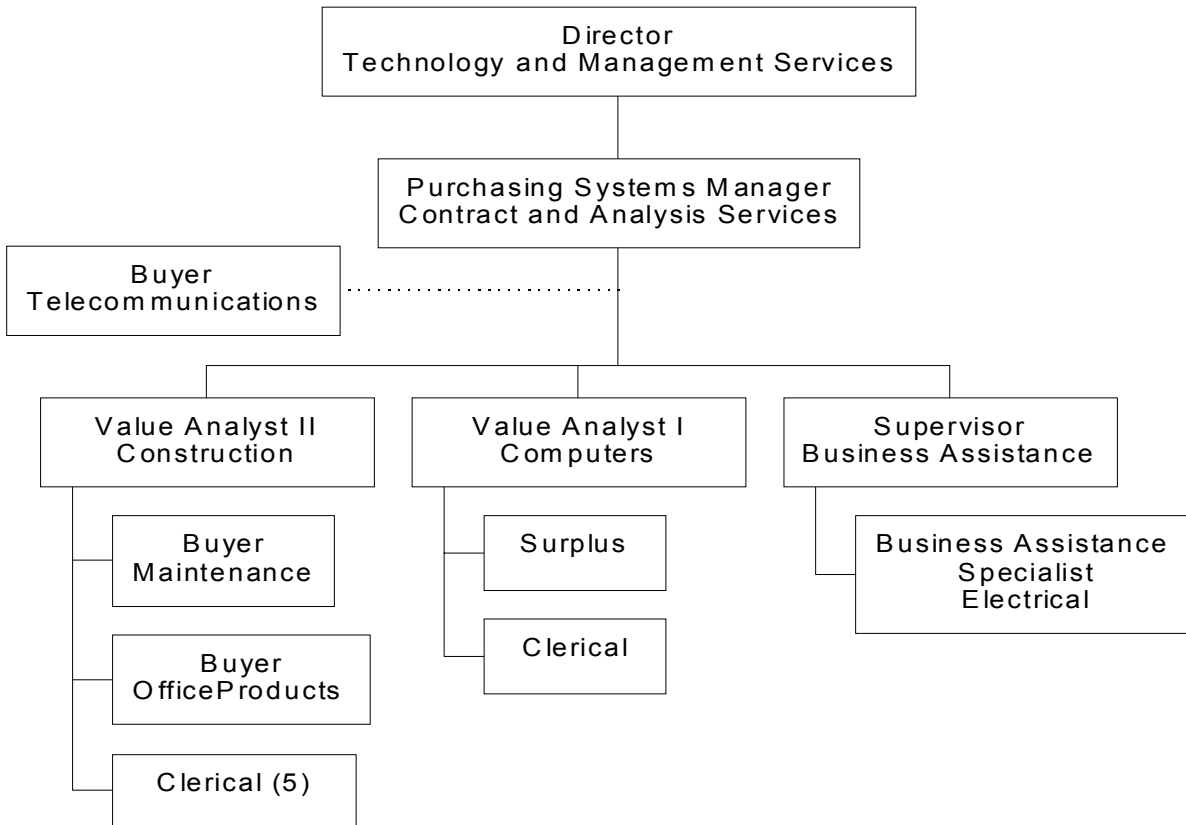 Director
Technology and Management Services
Purchasing Systems Manager
Contract and Analysis Services
Buyer
Telecommunications
Value Analyst II
Construction
Value Analyst I
Computers
Supervisor
Business Assistance
Buyer
Maintenance
Surplus
Business Assistance
Specialist
Electrical
Buyer
OfficeProducts
Clerical
Clerical (5)